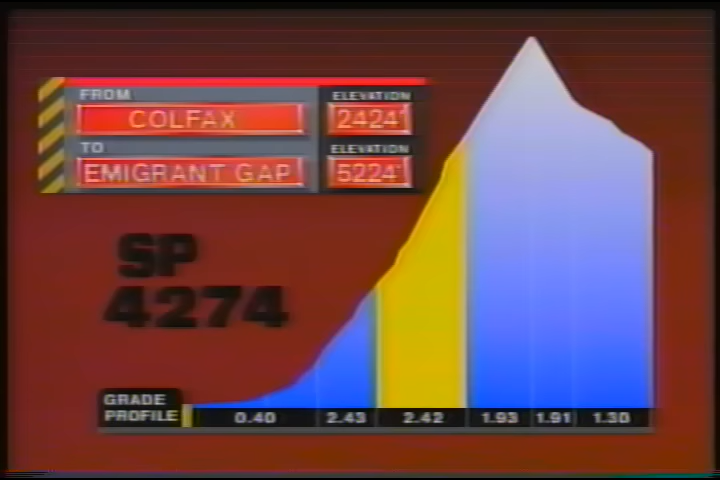 FROM
COLFAX
ELEVATION
2424'
TO
EMIGRANT GAP
ELEVATION
5224'
SP
4274
GRADE
PROFILE
0.40 2.43 2.42 1.93 1.91 1.30